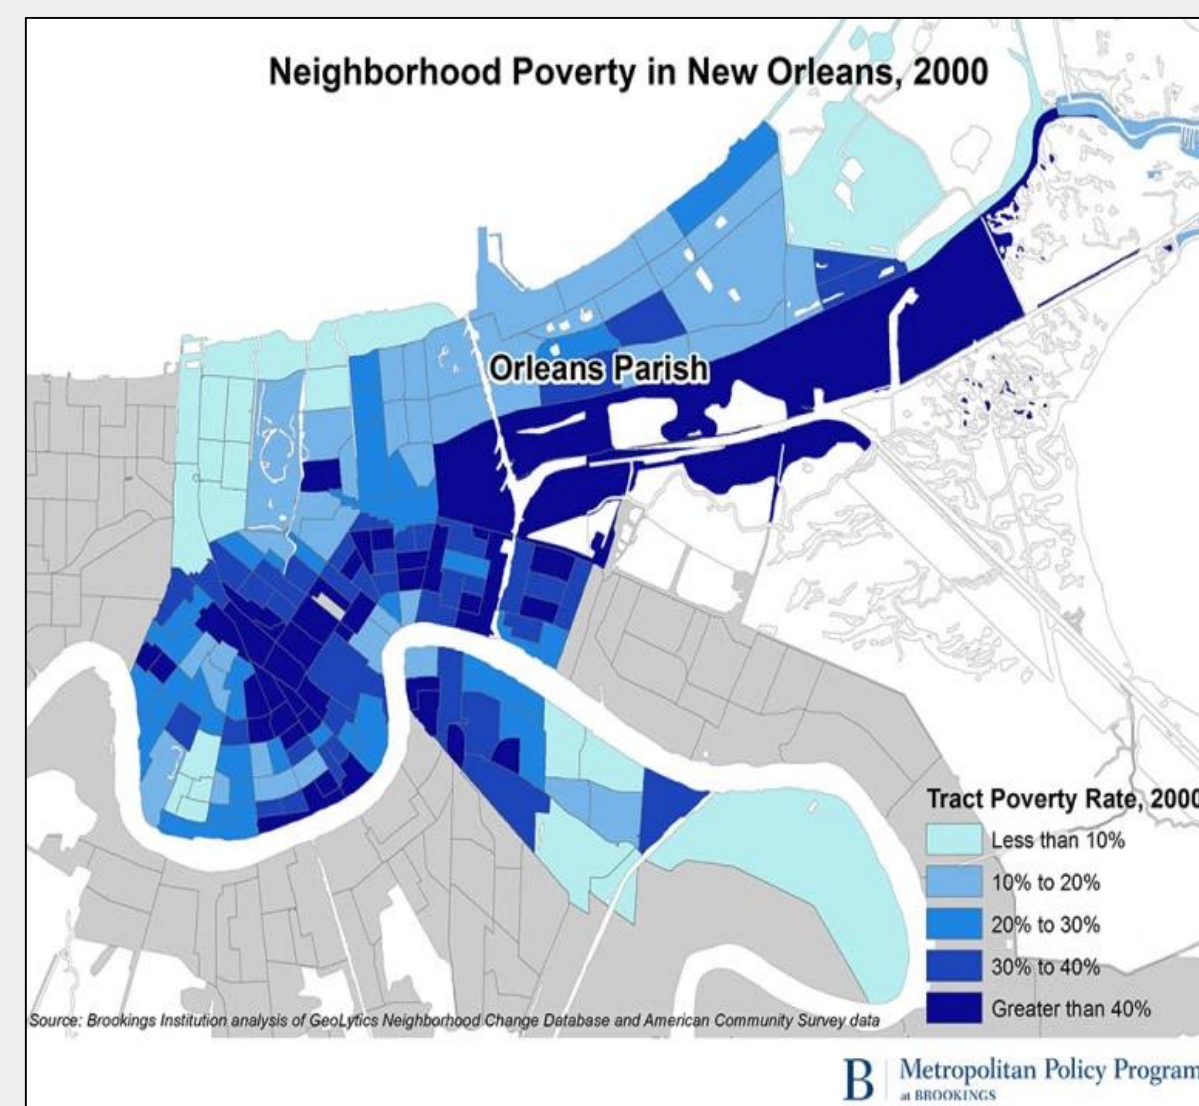 Neighborhood Poverty in New Orleans, 2000
Orleans Parish
Tract Poverty Rate, 2000
Less than 10%
10% to 20%
20% to 30%
30% to 40%
Greater than 40%
Source: Brookings Institution analysis of GeoLytics Neighborhood Change Database and American Community Survey data
B Metropolitan Policy Program
at BROOKINGS